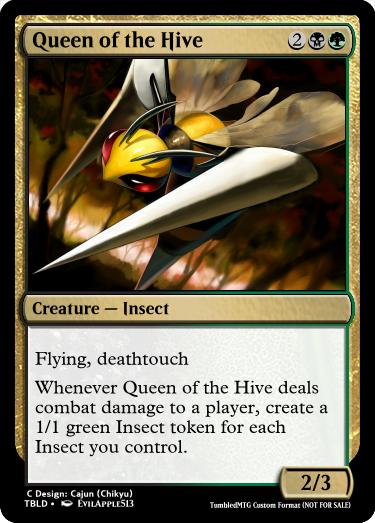 Queen of the Hive 2
Creature — Insect
Flying, deathtouch
Whenever Queen of the Hive deals
combat damage to a player, create a
1/1 green Insect token for each
Insect you control.
2/3
C Design: Cajun (Chikyu)
TBLD • EvilApple513
TumbledMTG Custom Format (NOT FOR SALE)